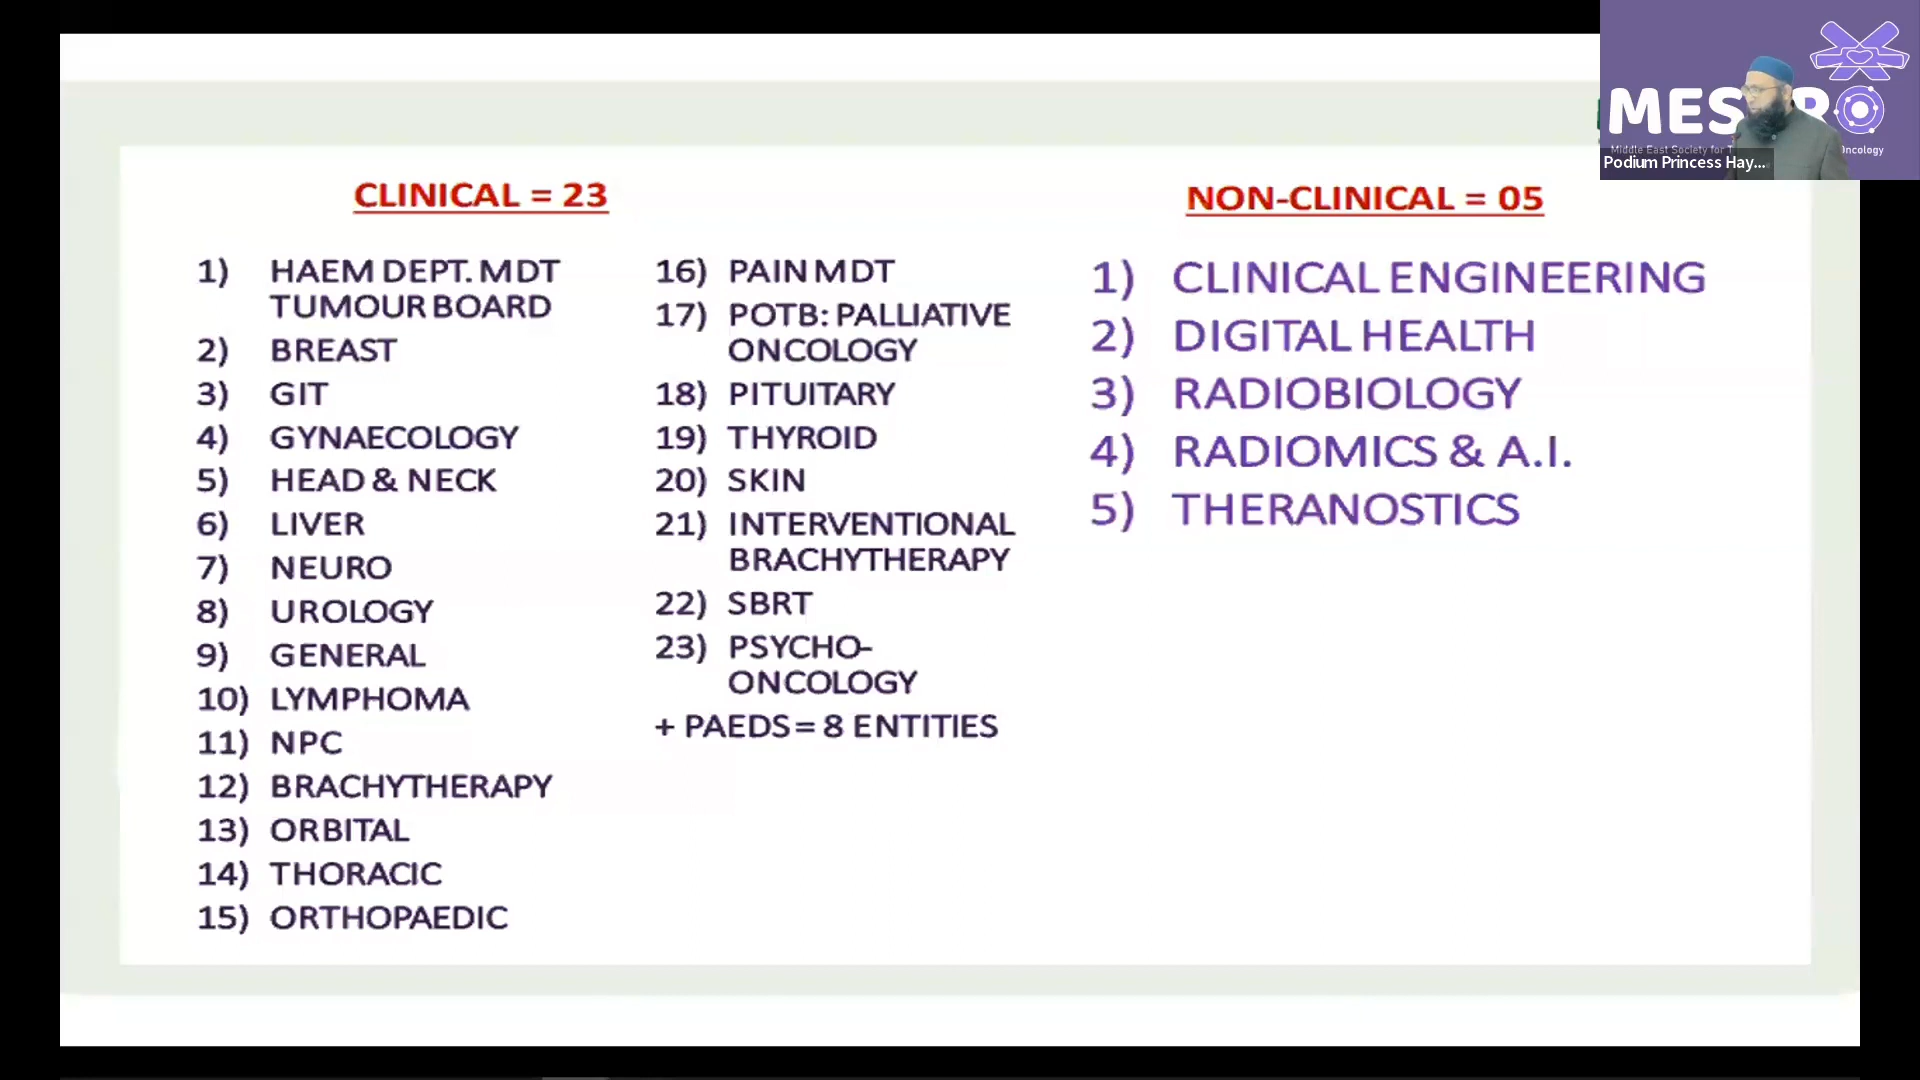 CLINICAL = 23
1) HAEM DEPT. MDT
TUMOUR BOARD
2) BREAST
3) GIT
4) GYNAECOLOGY
5) HEAD & NECK
6) LIVER
7) NEURO
8) UROLOGY
9) GENERAL
10) LYMPHOMA
11) NPC
12) BRACHYTHERAPY
13) ORBITAL
14) THORACIC
15) ORTHOPAEDIC
16) PAIN MDT
17) POTB: PALLIATIVE
ONCOLOGY
18) PITUITARY
19) THYROID
20) SKIN
21) INTERVENTIONAL
BRACHYTHERAPY
22) SBRT
23) PSYCHO-
ONCOLOGY
+ PAEDS = 8 ENTITIES
NON-CLINICAL = 05
1) CLINICAL ENGINEERING
2) DIGITAL HEALTH
3) RADIOBIOLOGY
4) RADIOMICS & A.I.
5) THERANOSTICS
Middle East Society for
Oncology
Podium Princess Hay...